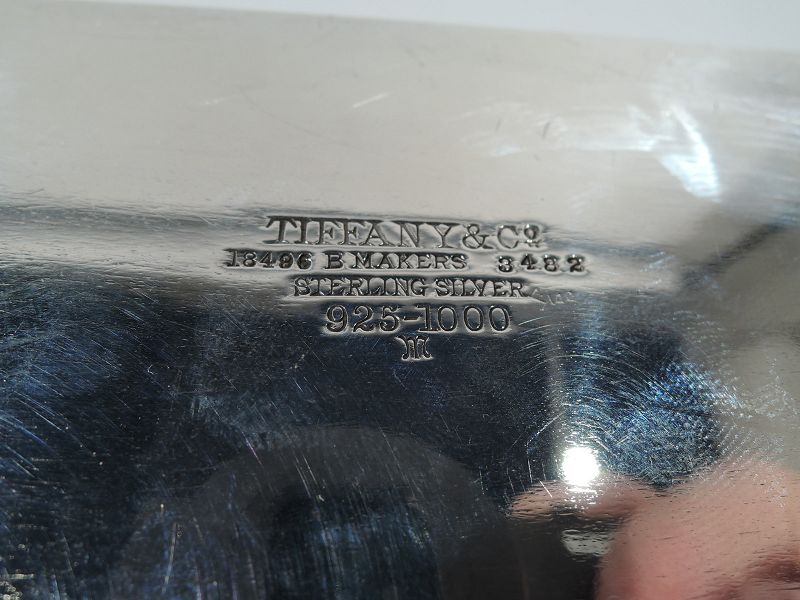 TIFFANY & Co
18496 B MAKERS 3482
STERLING SILVER
925-1000
m